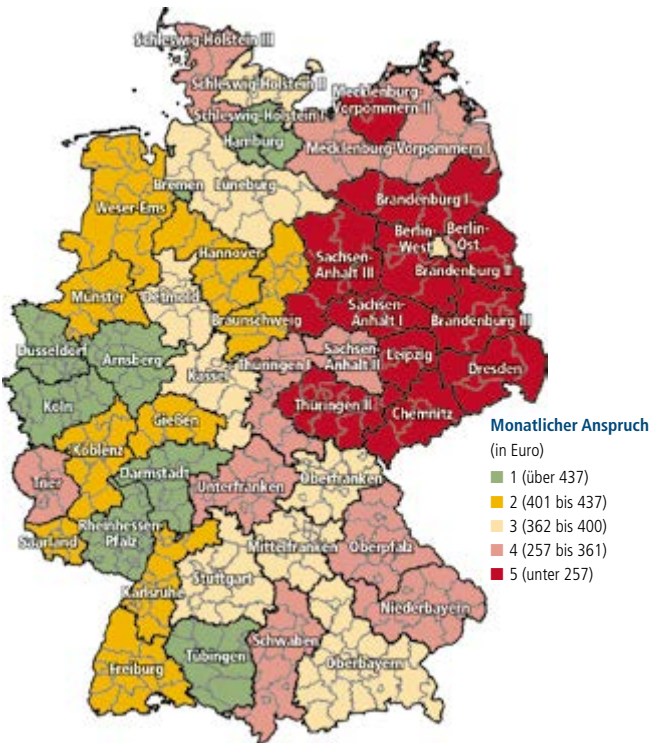 Schleswig-Holstein III
Schleswig-Holstein II
Mecklenburg-
Vorpommern II
Schleswig-Holstein I
Hamburg
Mecklenburg-Vorpommern I
Bremen
Lüneburg
Brandenburg I
Weser-Ems
Berlin-
West
Berlin-
Ost
Hannover
Sachsen-
Anhalt III
Brandenburg II
Münster
Detmold
Braunschweig
Sachsen-
Anhalt I
Brandenburg III
Düsseldorf
Arnsberg
Kassel
Thüringen I
Sachsen-
Anhalt II
Leipzig
Dresden
Köln
Thüringen II
Chemnitz
Gießen
Koblenz
Darmstadt
Trier
Unterfranken
Oberfranken
Rheinhessen-
Pfalz
Saarland
Mittelfranken
Oberpfalz
Stuttgart
Karlsruhe
Niederbayern
Schwaben
Tübingen
Oberbayern
Freiburg
Monatlicher Anspruch
(in Euro)
1 (über 437)
2 (401 bis 437)
3 (362 bis 400)
4 (257 bis 361)
5 (unter 257)